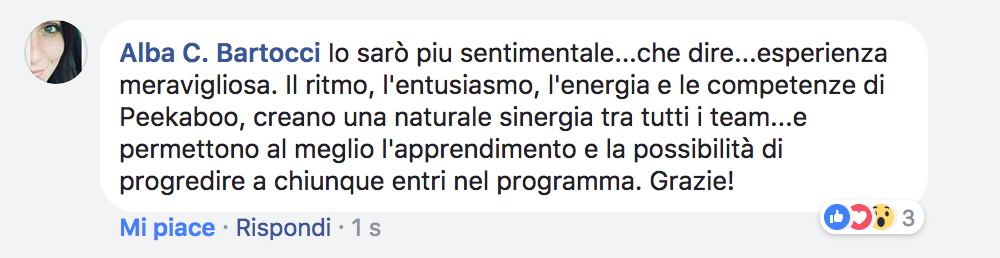 Alba C. Bartocci Io sarò piu sentimentale...che dire...esperienza
meravigliosa. Il ritmo, l'entusiasmo, l'energia e le competenze di
Peekaboo, creano una naturale sinergia tra tutti i team...e
permettono al meglio l'apprendimento e la possibilità di
progredire a chiunque entri nel programma. Grazie!
Mi piace · Rispondi · 1 s
3